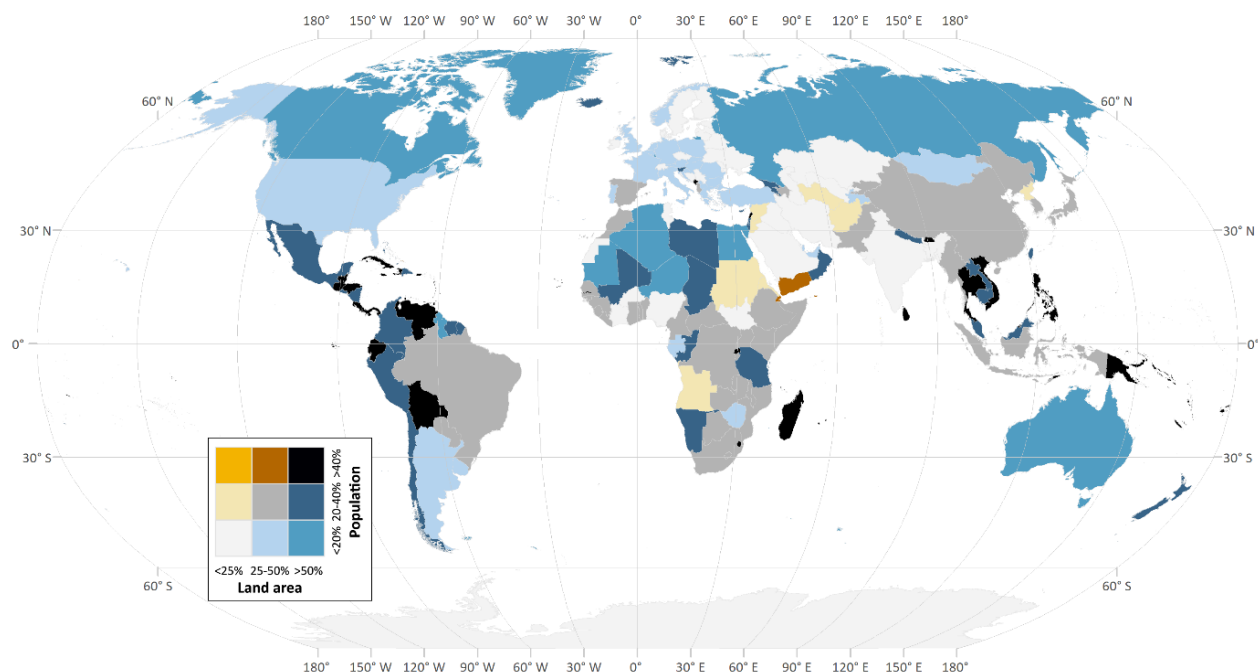 180° 150° W 120° W 90° W 60° W 30° W 0° 30° E 60° E 90° E 120° E 150° E 180°
60° N 60° N
30° N 30° N
0° 0°
30° S 30° S
>40%
20-40%
<20%
Population
<25% 25-50% >50%
Land area
60° S 60° S
180° 150° W 120° W 90° W 60° W 30° W 0° 30° E 60° E 90° E 120° E 150° E 180°